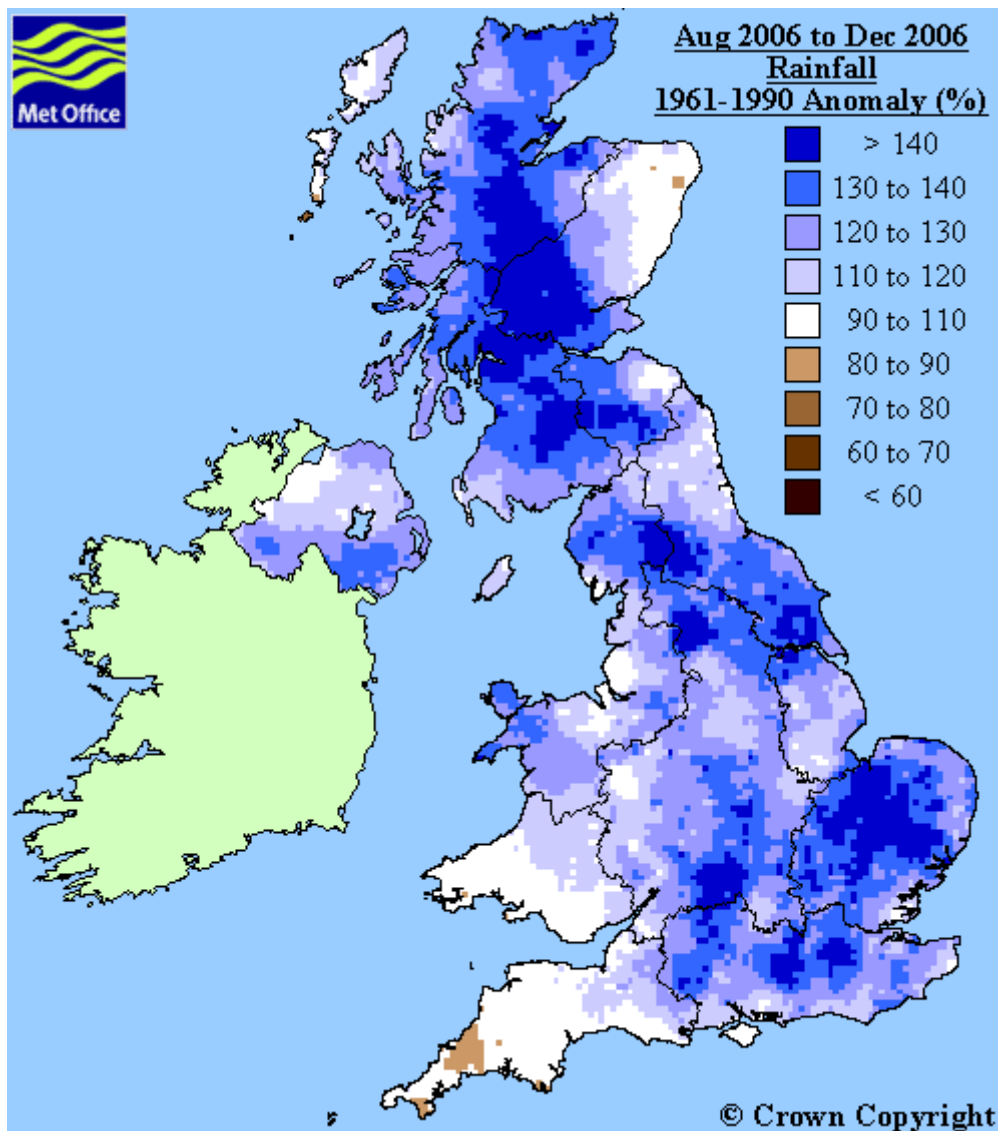 Met Office
Aug 2006 to Dec 2006
Rainfall
1961-1990 Anomaly (%)
> 140
130 to 140
120 to 130
110 to 120
90 to 110
80 to 90
70 to 80
60 to 70
< 60
© Crown Copyright